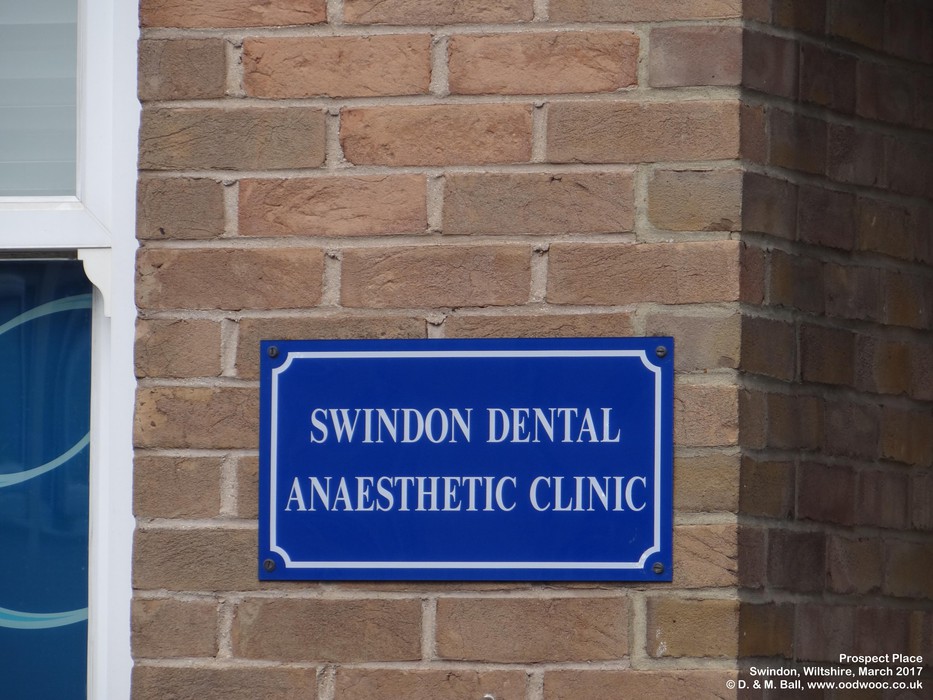 SWINDON DENTAL
ANAESTHETIC CLINIC
Prospect Place
Swindon, Wiltshire, March 2017
© D. & M. Ball, www.oodwooc.co.uk